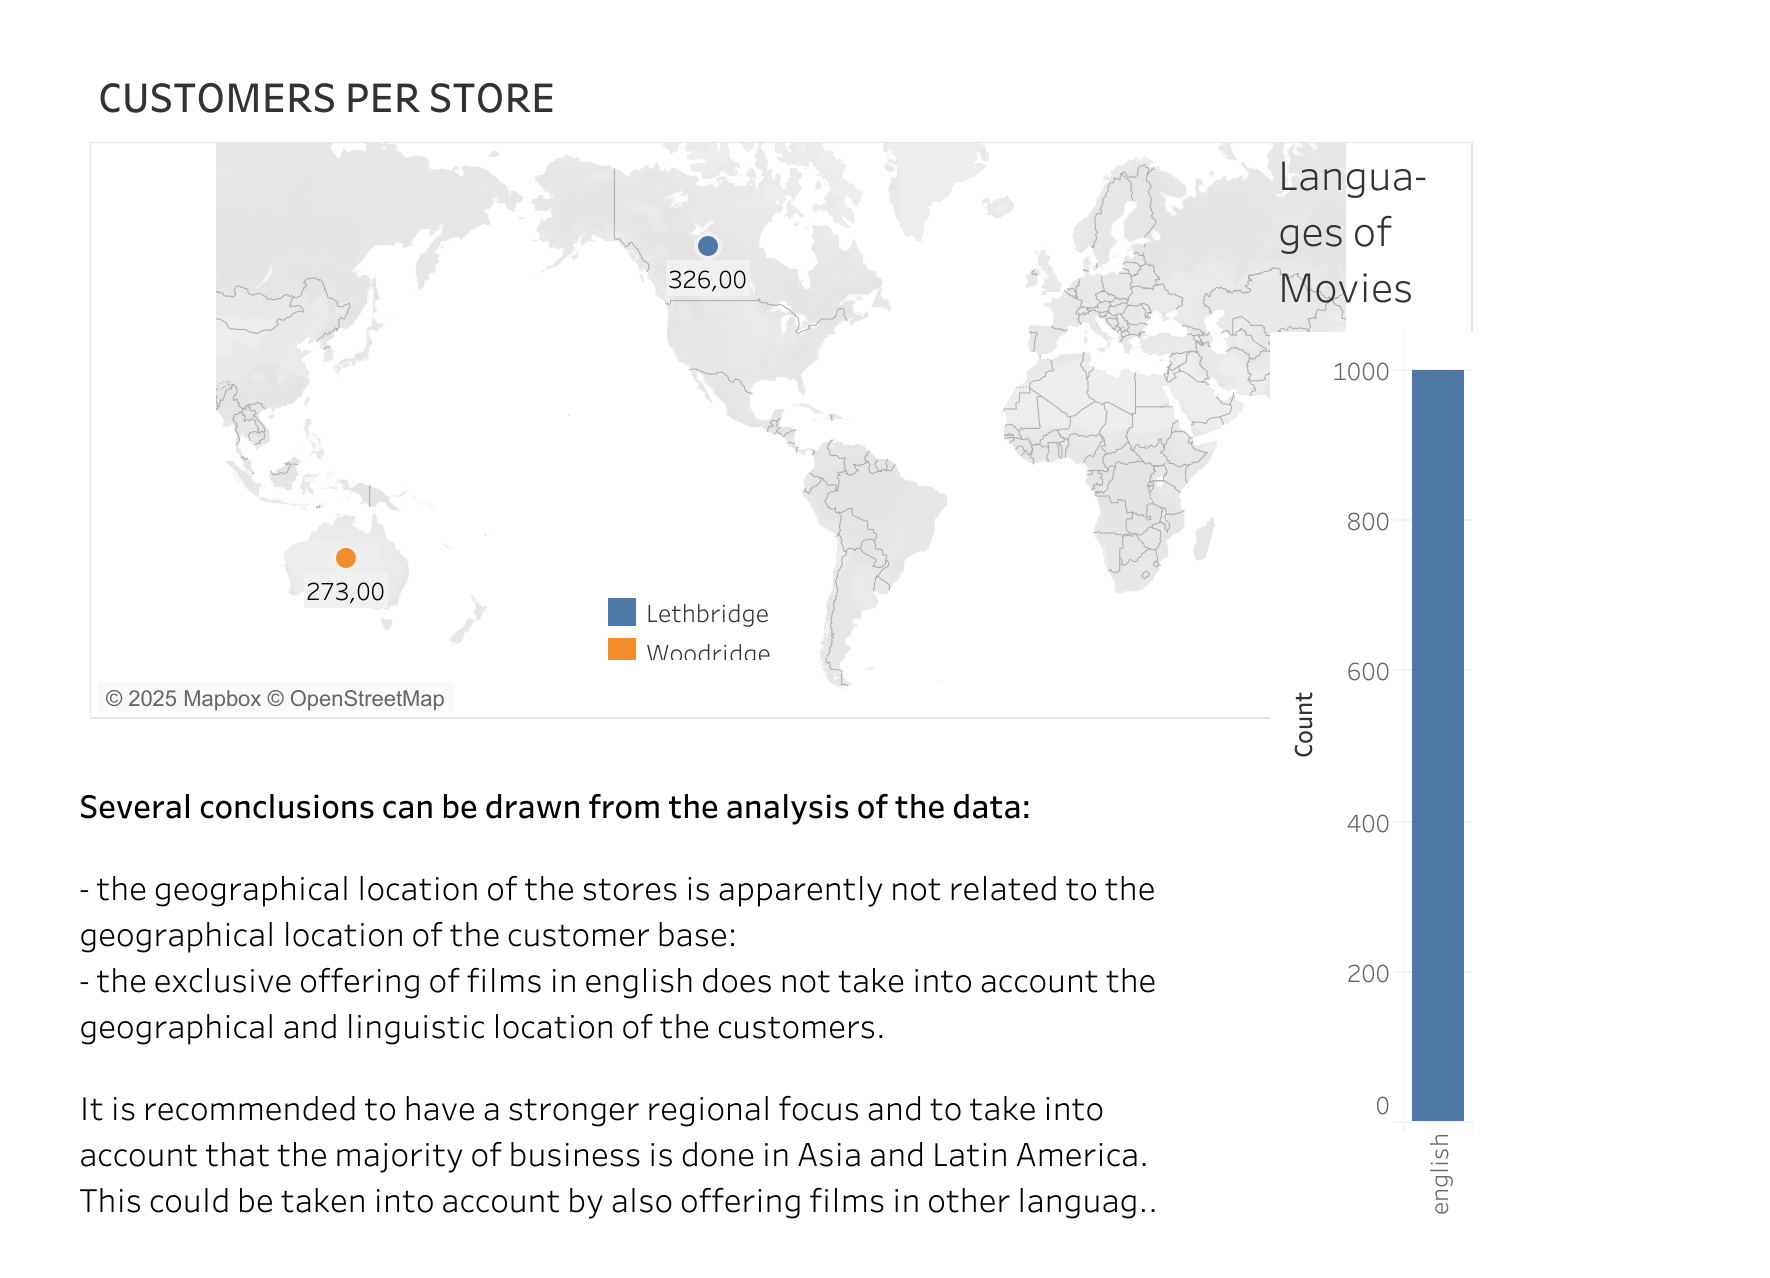 CUSTOMERS PER STORE
Langua-
ges of
Movies
326,00
273,00
Lethbridge
Woodridge
© 2025 Mapbox © OpenStreetMap
1000
800
600
400
200
0
Count
english
Several conclusions can be drawn from the analysis of the data:
- the geographical location of the stores is apparently not related to the
geographical location of the customer base:
- the exclusive offering of films in english does not take into account the
geographical and linguistic location of the customers.
It is recommended to have a stronger regional focus and to take into
account that the majority of business is done in Asia and Latin America.
This could be taken into account by also offering films in other languag..